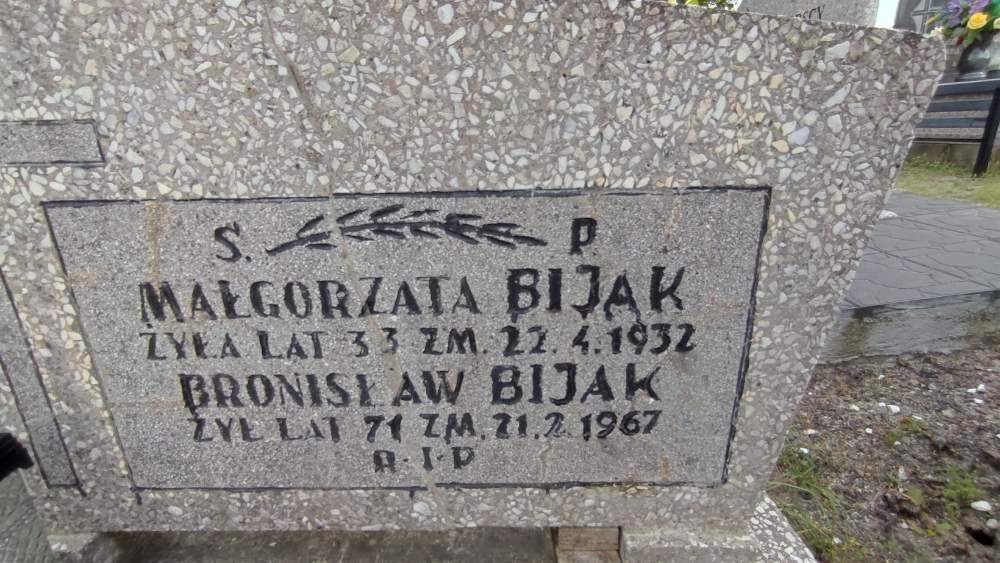 S. P
MAŁGORZATA BIJAK
ŻYŁA LAT 33 ZM. 22.4.1932
BRONISŁAW BIJAK
ŻYŁ LAT 71 ZM. 21.2.1967
R.I.P